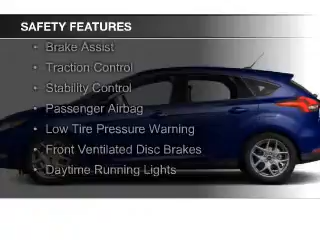 SAFETY FEATURES
• Brake Assist
• Traction Control
• Stability Control
• Passenger Airbag
• Low Tire Pressure Warning
• Front Ventilated Disc Brakes
• Daytime Running Lights